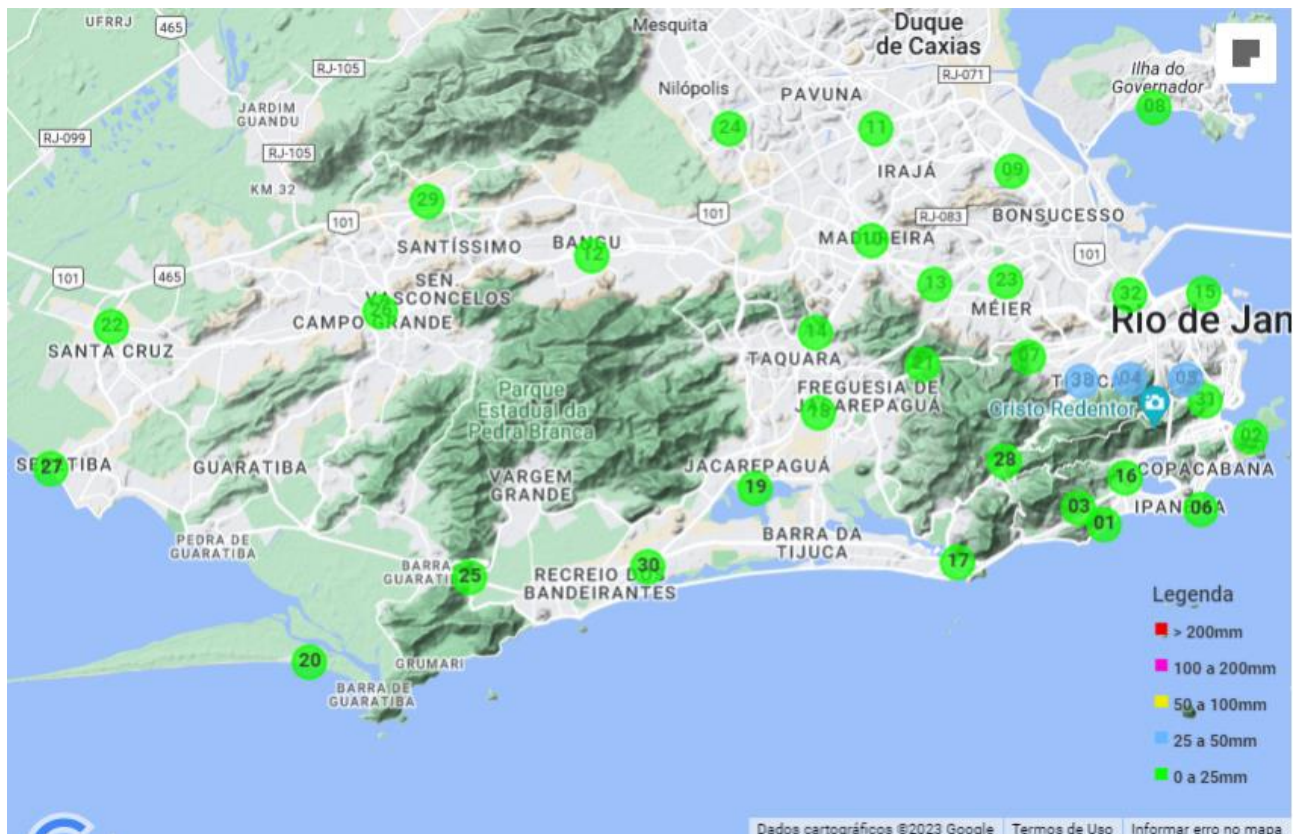 UFRRJ
465
Mesquita
Duque
de Caxias
RJ-105
RJ-071
Ilha do
Governador
Nilópolis
PAVUNA
08
JARDIM
GUANDU
24
11
RJ-099
RJ-105
IRAJÁ
09
KM 32
29
101
101
RJ-083
BONSUCESSO
SANTÍSSIMO
BANGU
12
MADUREIRA
10
101
101
465
SEN.
VASCONCELOS
13
23
32
15
26
CAMPO GRANDE
MÉIER
22
SANTA CRUZ
14
Rio de Jan
TAQUARA
21
07
Parque
Estadual da
Pedra Branca
FREGUESIA DE
JACAREPAGUÁ
18
TIJUCA
38
04
05
Cristo Redentor
31
02
SEPETIBA
27
GUARATIBA
VARGEM
GRANDE
JACAREPAGUÁ
19
28
16
COPACABANA
03
01
IPANEMA
06
PEDRA DE
GUARATIBA
BARRA DA
TIJUCA
17
BARRA
GUARATI
25
RECREIO DOS
BANDEIRANTES
30
Legenda
> 200mm
20
GRUMARI
100 a 200mm
BARRA DE
GUARATIBA
50 a 100mm
25 a 50mm
0 a 25mm
Dados cartográficos ©2023 Google
Termos de Uso
Informar erro no mapa